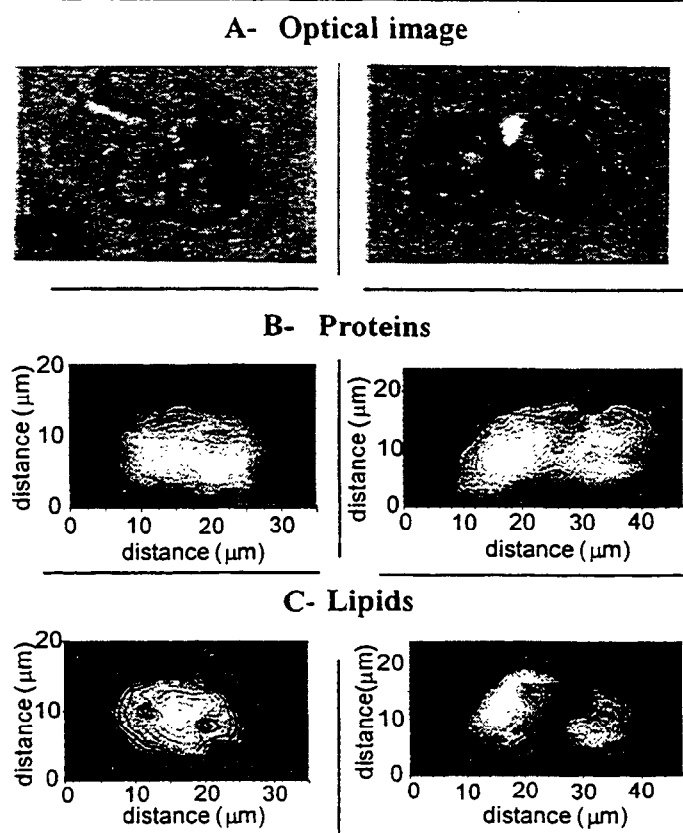 A- Optical image
B- Proteins
20
10
0
distance (μm)
0 10 20 30
distance (μm)
20
10
0
distance (μm)
0 10 20 30 40
distance (μm)
C- Lipids
20
10
0
distance (μm)
0 10 20 30
distance (μm)
20
10
0
distance(μm)
0 10 20 30 40
distance (μm)